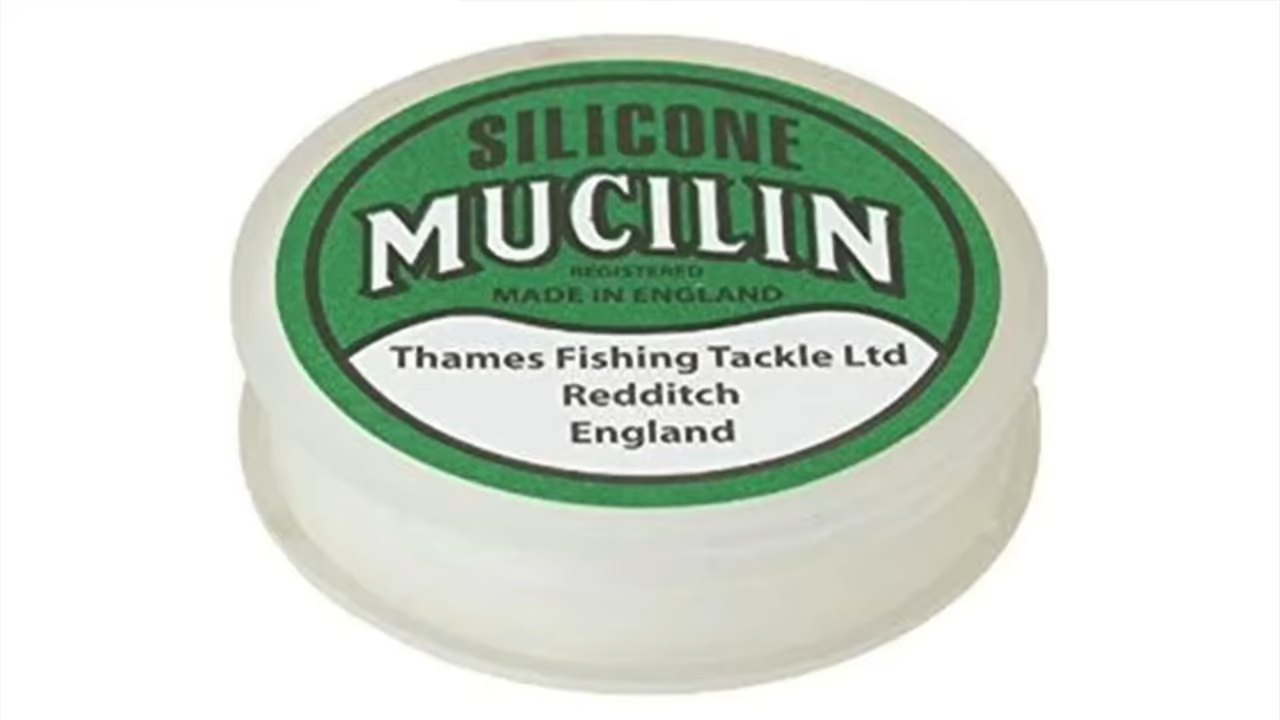 SILICONE
MUCILIN
REGISTERED
MADE IN ENGLAND
Thames Fishing Tackle Ltd
Redditch
England